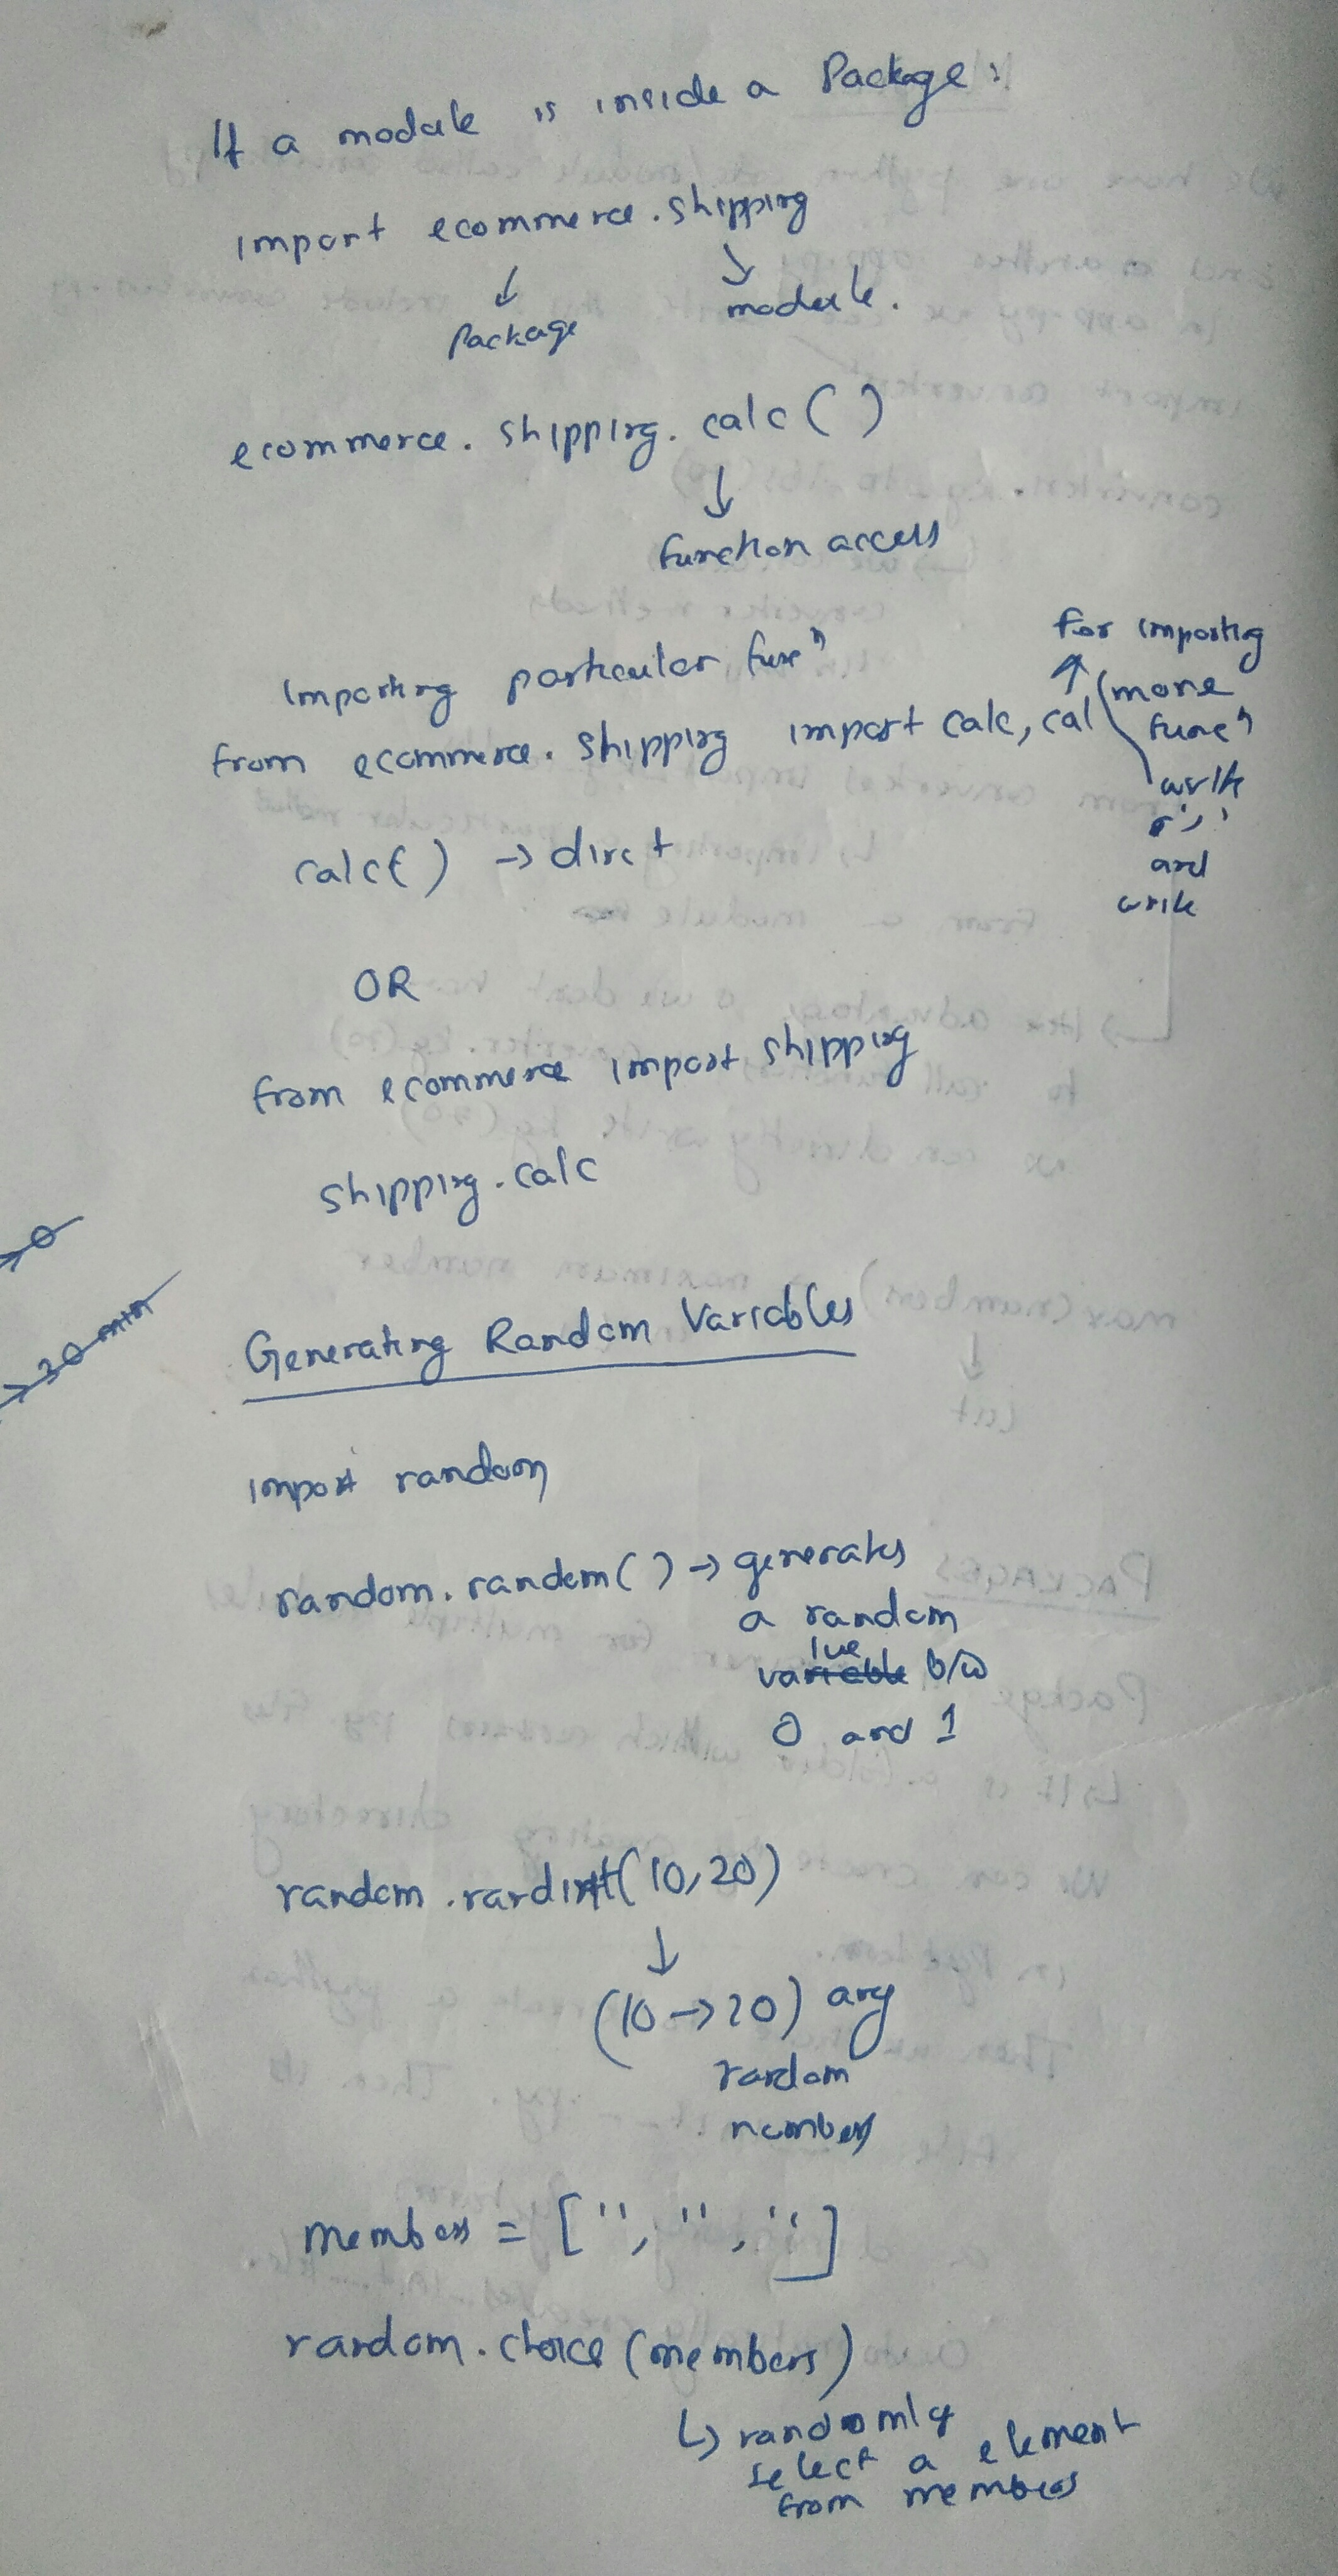 If a module is inside a Package:
import ecommerce.shipping
↓ ↓
Package module.
ecommerce.shipping.calc()
↓
function access
Importing particular funcⁿ
from ecommerce.shipping import calc, cal
For importing
more
funcⁿ
write
','
and
write
calc() → direct
OR
from ecommerce import shipping
shipping.calc
→ 0
→ 30 min
Generating Random Variables
import random
random.random() → generates
a random
value b/w
0 and 1
random.randint(10,20)
↓
(10→20) any
random
numbers
members = ['', '', '']
random.choice(members)
↳ randomly
select a element
from members